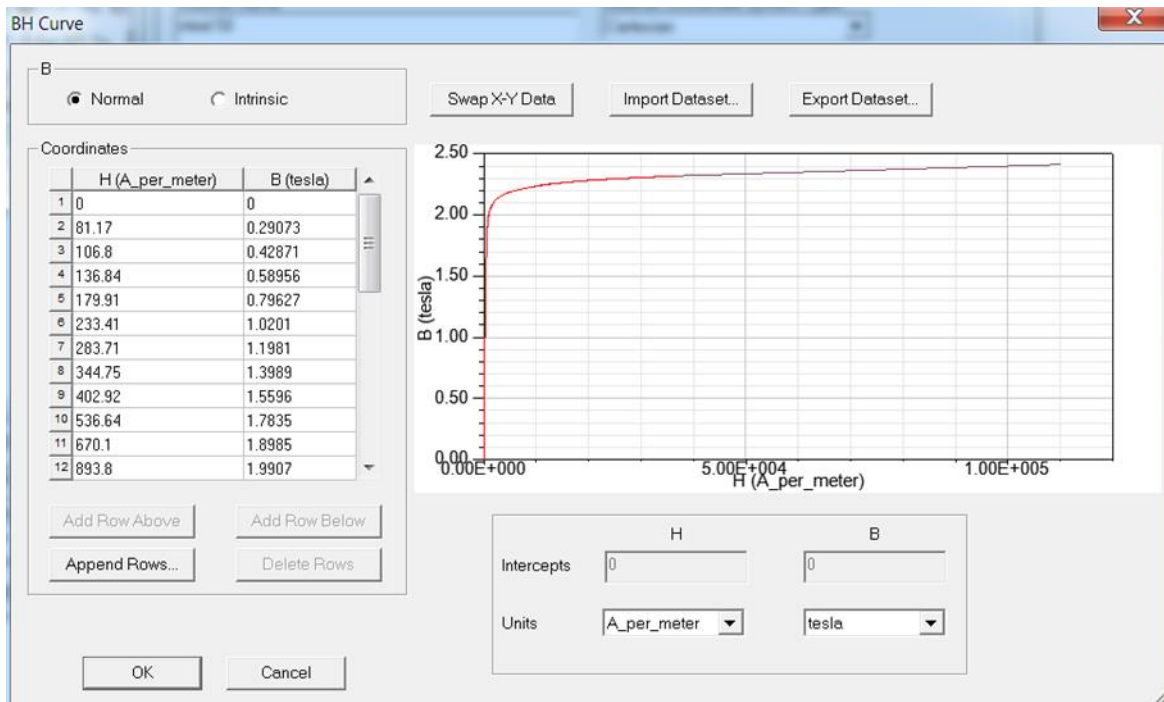 BH Curve
B
Normal
Intrinsic
Swap X-Y Data
Import Dataset...
Export Dataset...
Coordinates
H (A_per_meter) B (tesla)
1 0 0
2 81.17 0.29073
3 106.8 0.42871
4 136.84 0.58956
5 179.91 0.79627
6 233.41 1.0201
7 283.71 1.1981
8 344.75 1.3989
9 402.92 1.5596
10 536.64 1.7835
11 670.1 1.8985
12 893.8 1.9907
2.50
2.00
1.50
1.00
0.50
0.00
B (tesla)
0.00E+000 5.00E+004 1.00E+005
H (A_per_meter)
Add Row Above
Add Row Below
Append Rows...
Delete Rows
H B
Intercepts 0 0
Units A_per_meter tesla
OK
Cancel